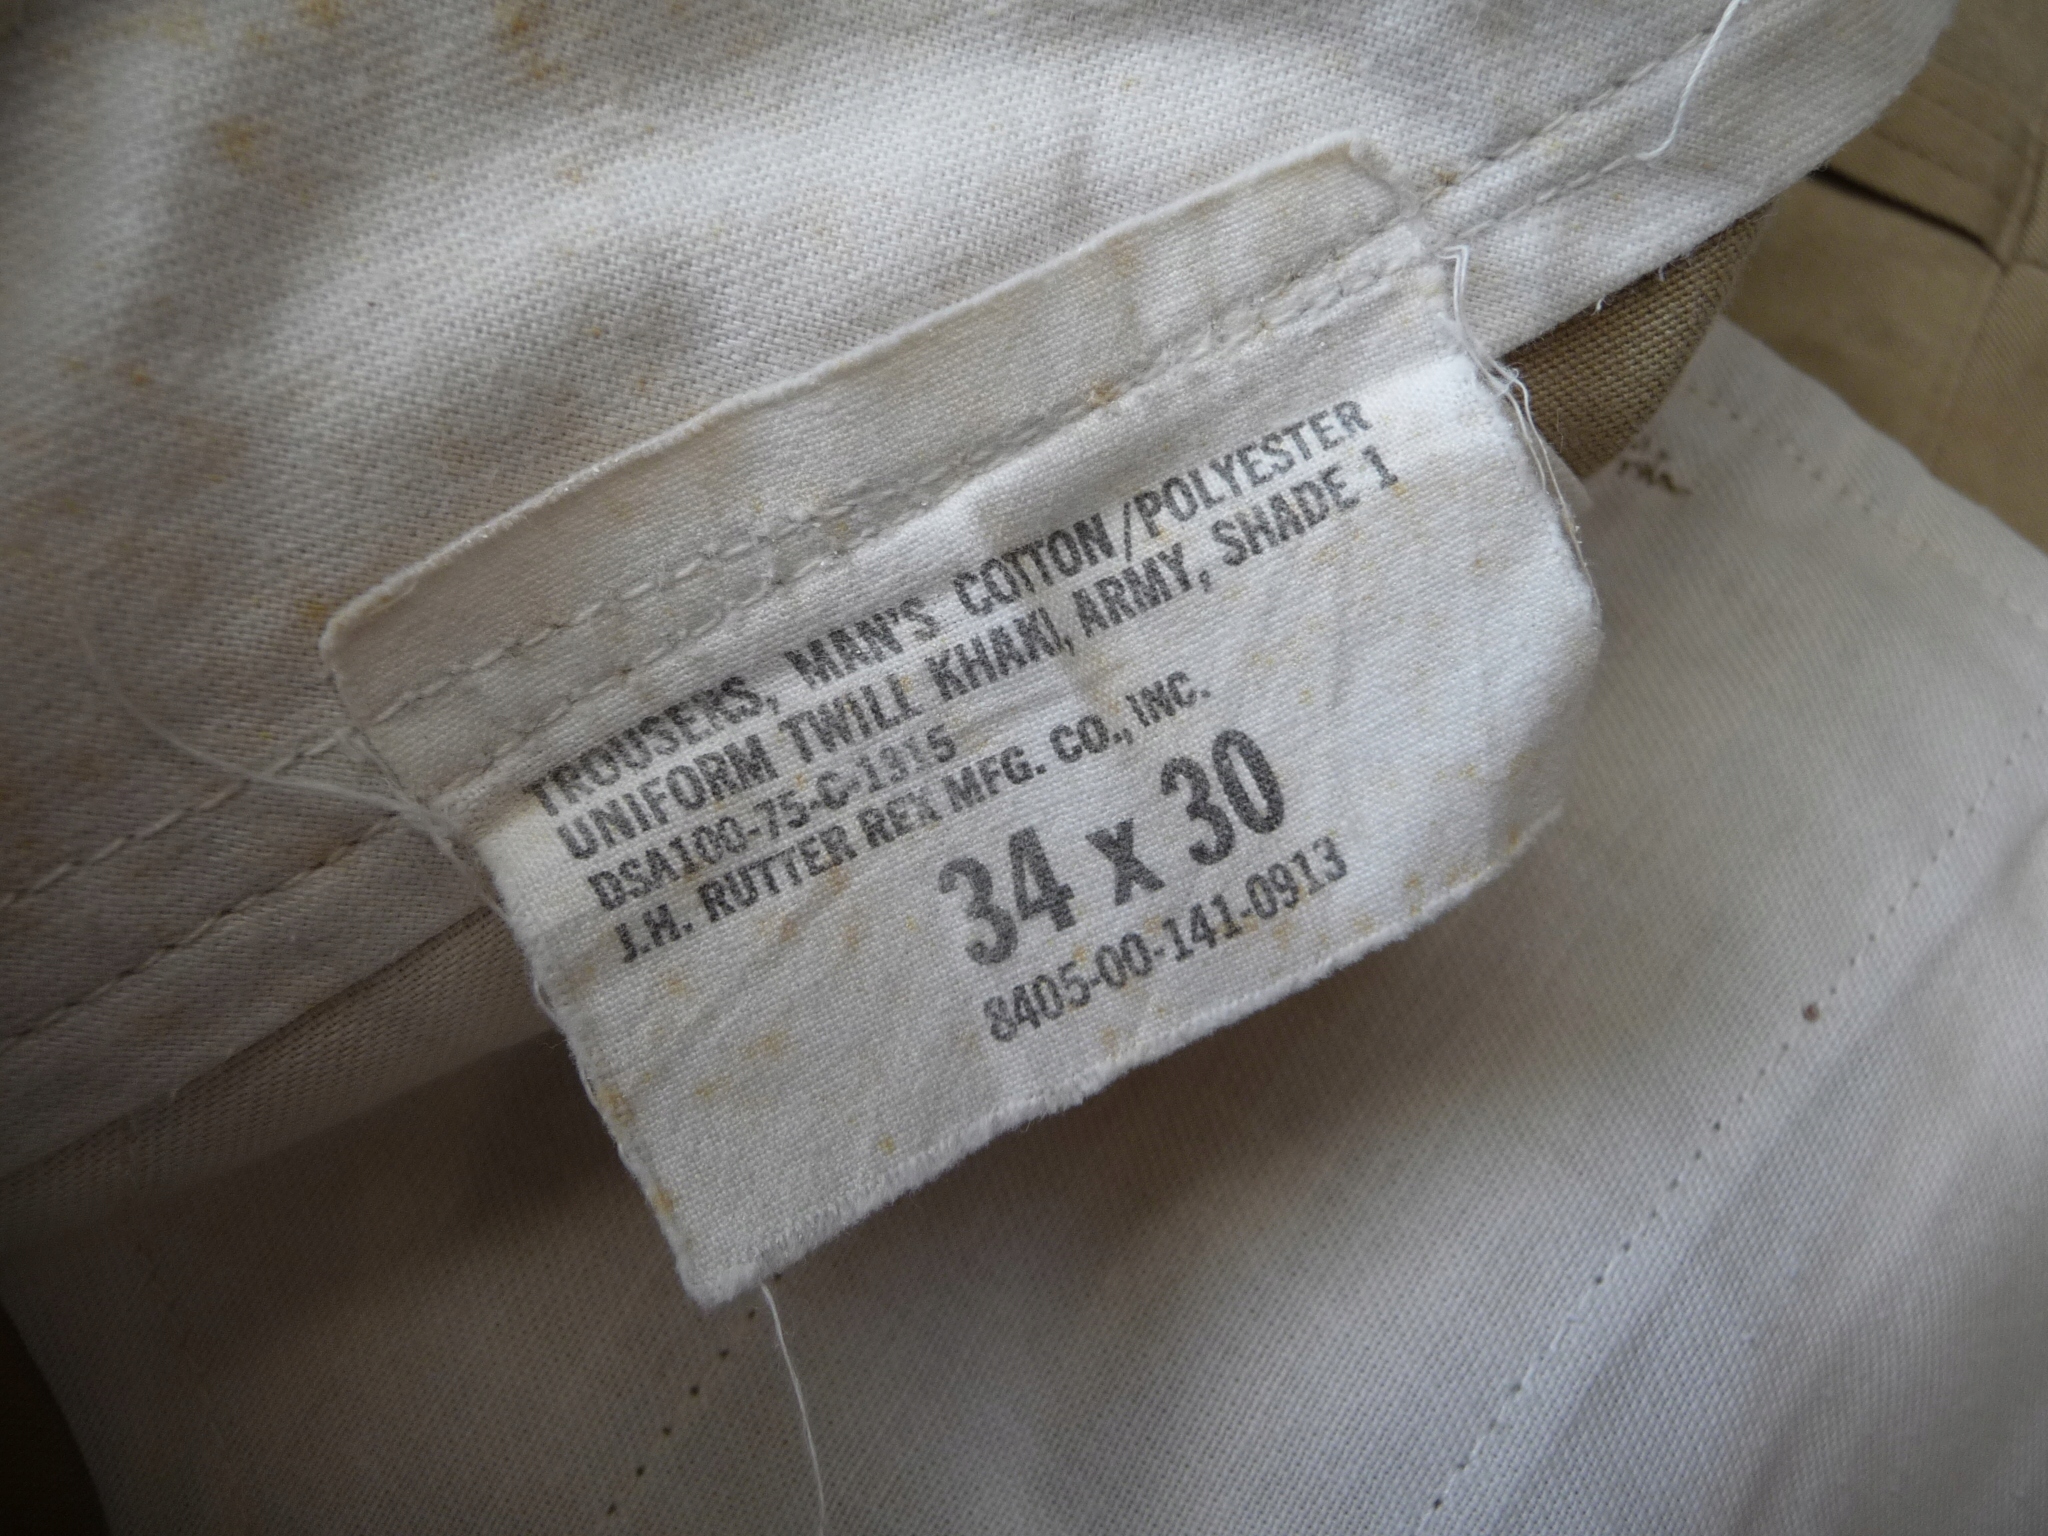 TROUSERS, MAN'S COTTON/POLYESTER
UNIFORM TWILL KHAKI, ARMY, SHADE 1
DSA100-75-C-1315
J.H. RUTTER REX MFG. CO., INC.
34 x 30
8405-00-141-0913